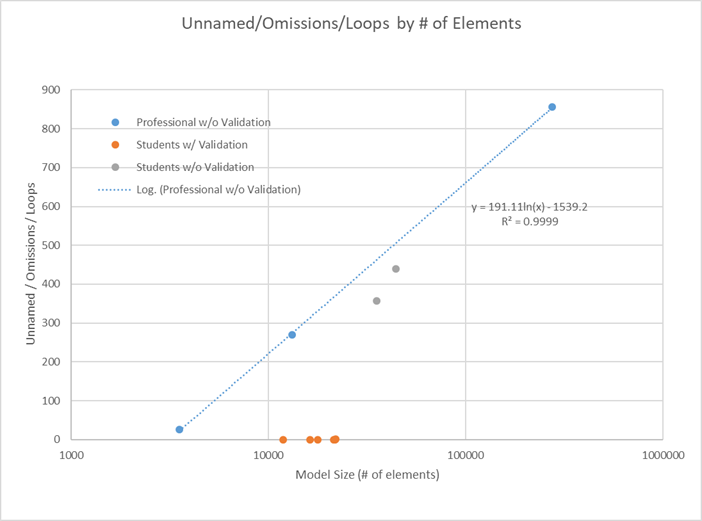 Unnamed/Omissions/Loops by # of Elements
900
800
700
600
500
400
300
200
100
0
Unnamed / Omissions / Loops
Professional w/o Validation
Students w/ Validation
Students w/o Validation
Log. (Professional w/o Validation)
y = 191.11ln(x) - 1539.2
R² = 0.9999
1000 10000 100000 1000000
Model Size (# of elements)